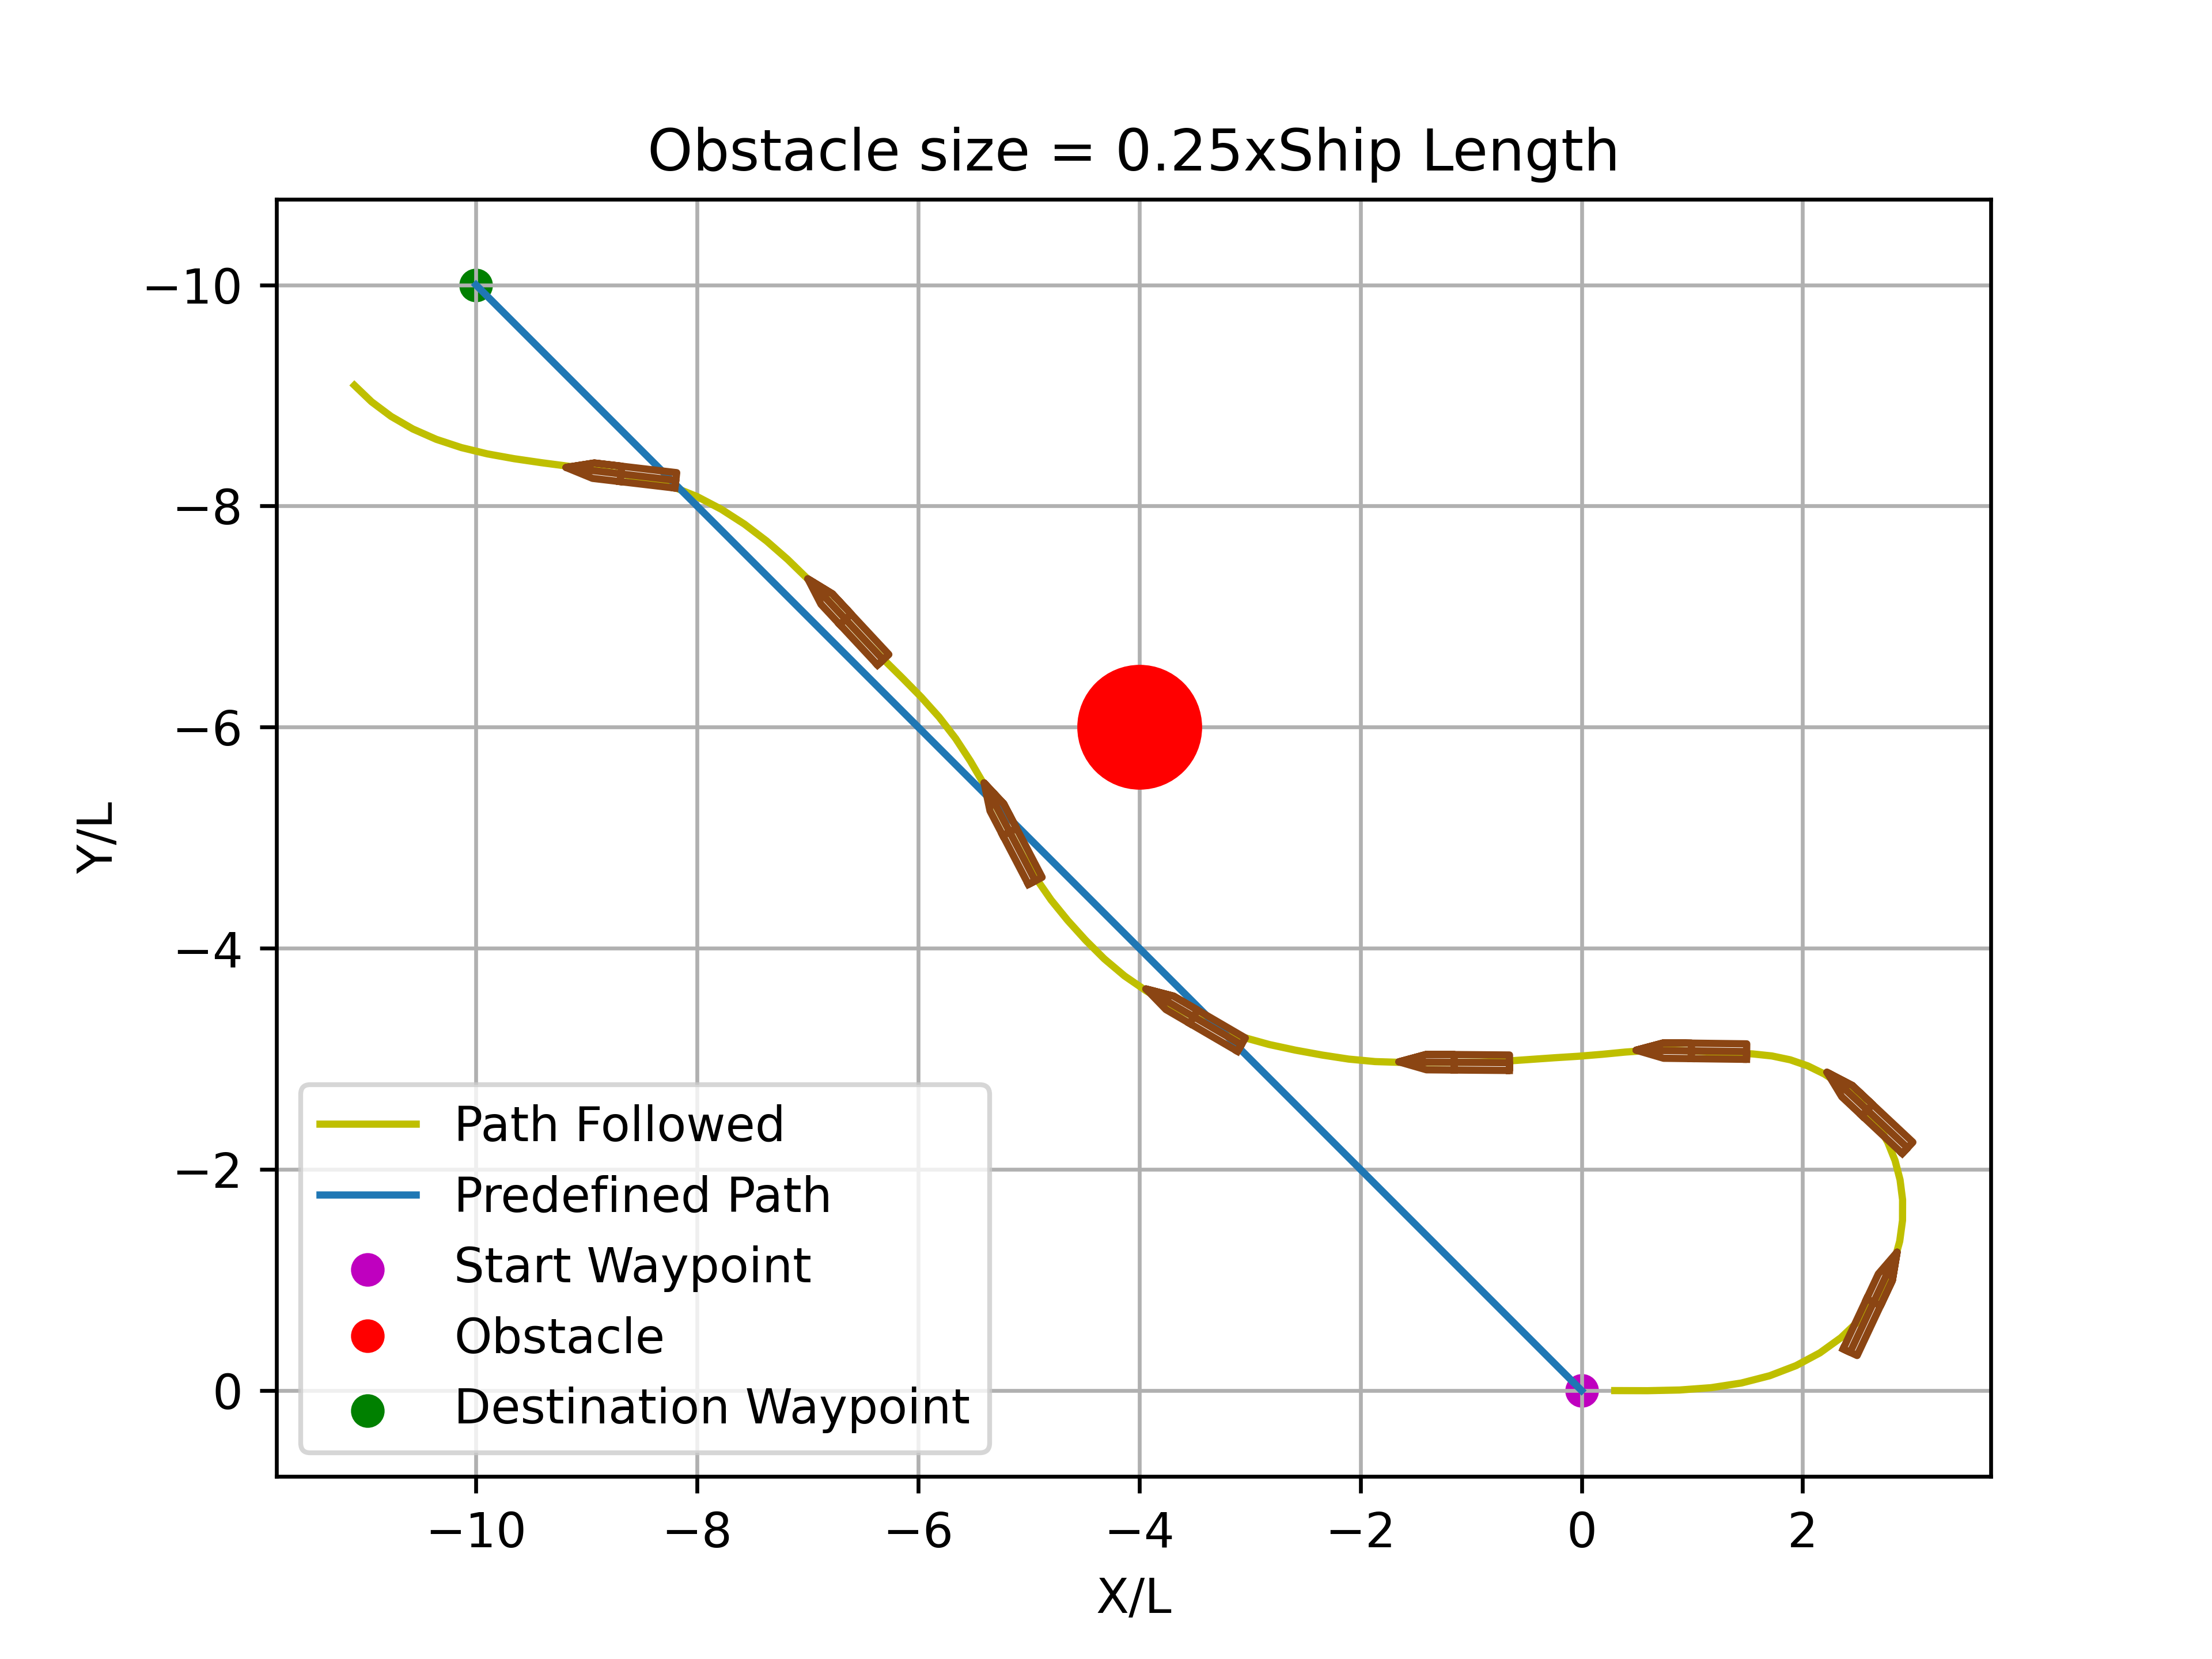 Obstacle size = 0.25xShip Length
−10
−8
−6
−4
−2
0
Y/L
Path Followed
Predefined Path
Start Waypoint
Obstacle
Destination Waypoint
−10 −8 −6 −4 −2 0 2
X/L